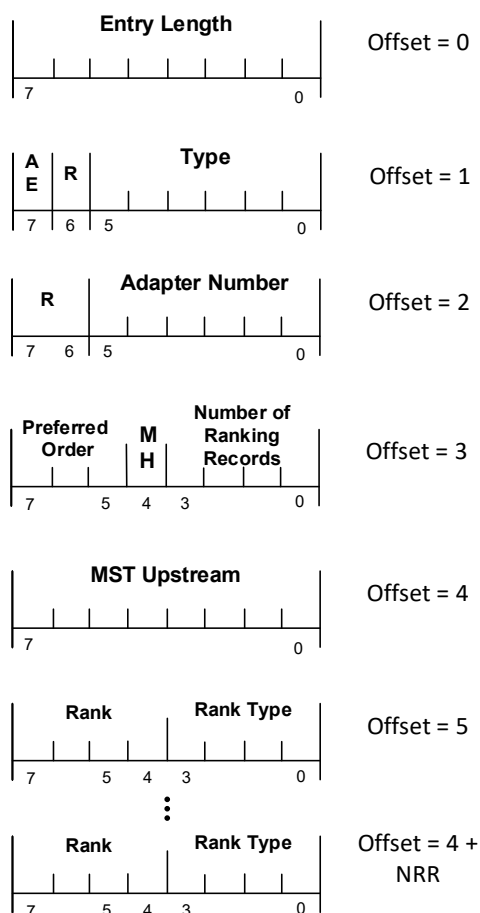 Entry Length
Offset = 0
7 0
A
E
R
Type
Offset = 1
7 6 5 0
R
Adapter Number
Offset = 2
7 6 5 0
Preferred
Order
M
H
Number of
Ranking
Records
Offset = 3
7 5 4 3 0
MST Upstream
Offset = 4
7 0
Rank
Rank Type
Offset = 5
7 5 4 3 0
Rank
Rank Type
Offset = 4 +
NRR
7 5 4 3 0